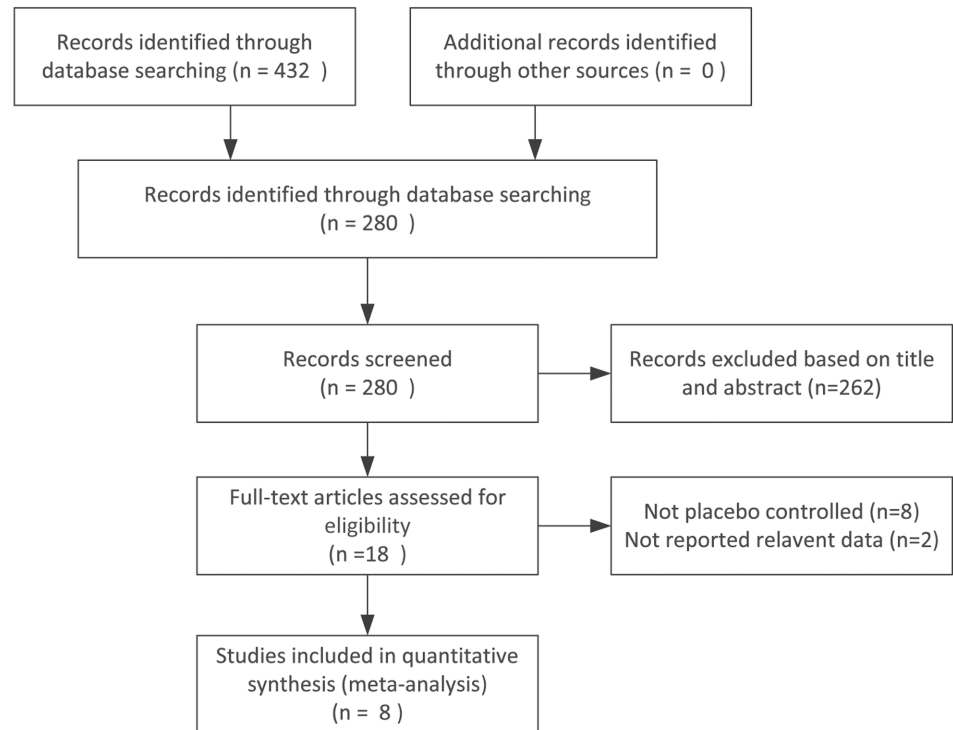 Records identified through
database searching (n = 432  )
Additional records identified
through other sources (n =  0  )
Records identified through database searching
(n = 280  )
Records screened
(n = 280  )
Records excluded based on title
and abstract (n=262)
Full-text articles assessed for
eligibility
(n =18  )
Not placebo controlled (n=8)
Not reported relavent data (n=2)
Studies included in quantitative
synthesis (meta-analysis)
(n =  8 )